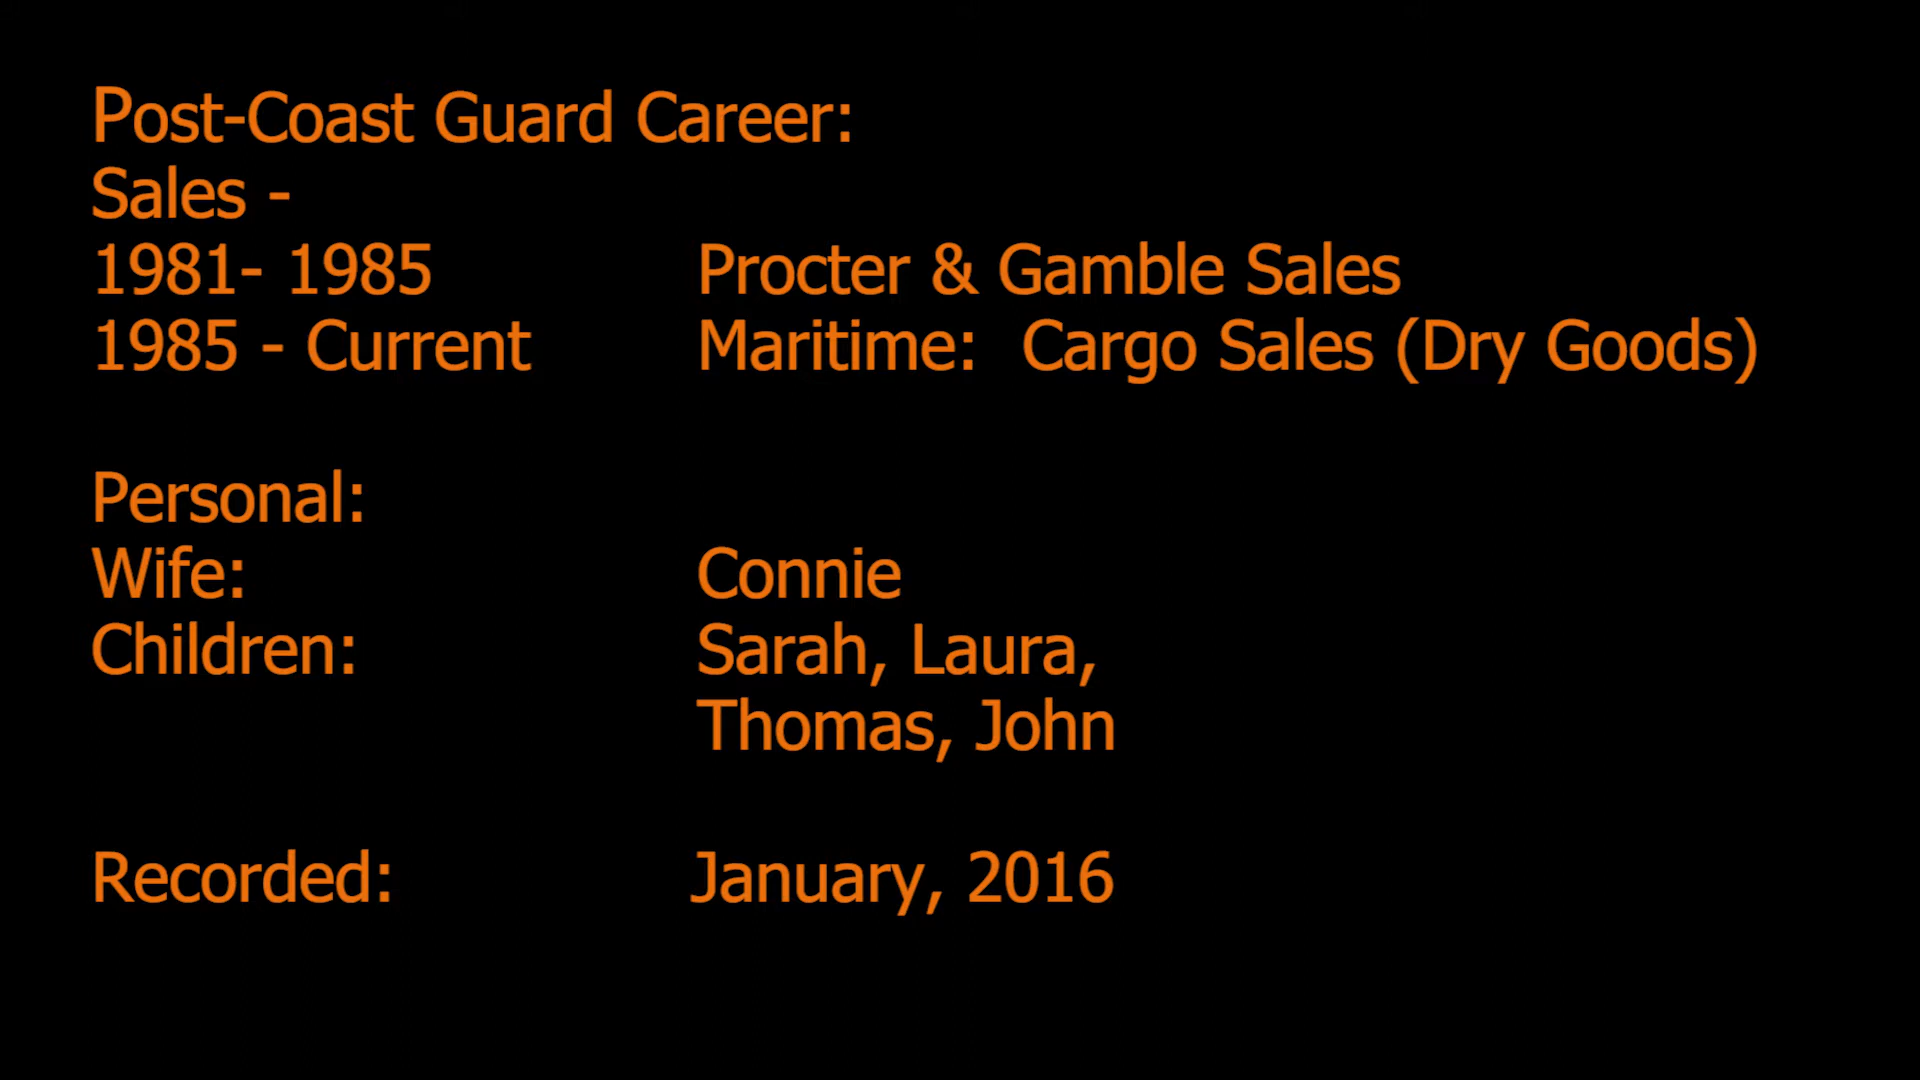 Post-Coast Guard Career:
Sales -
1981- 1985 Procter & Gamble Sales
1985 - Current Maritime: Cargo Sales (Dry Goods)
Personal:
Wife: Connie
Children: Sarah, Laura,
Thomas, John
Recorded: January, 2016